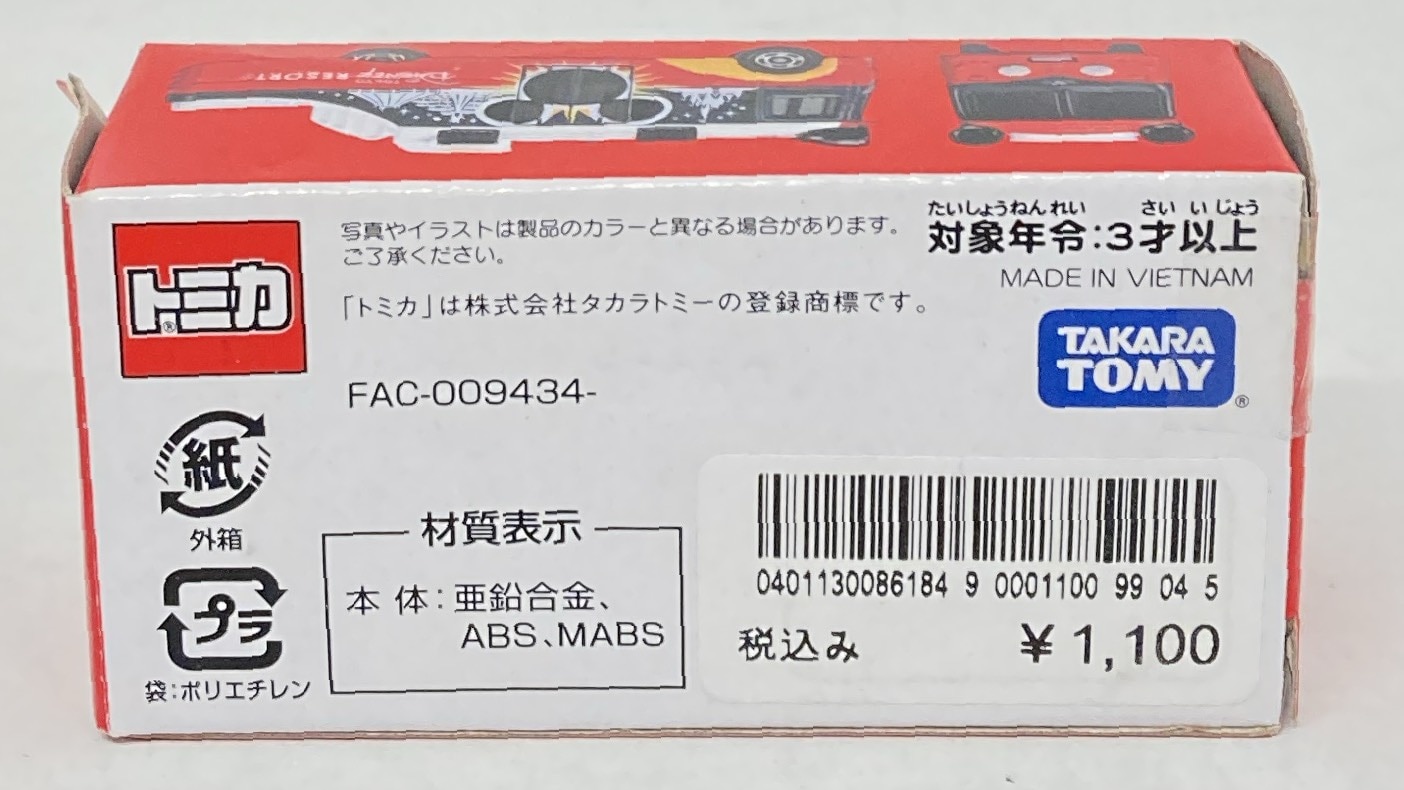 DISNEY RESORT
写真やイラストは製品のカラーと異なる場合があります。
ご了承ください。
たいしょうねんれい さい いじょう
対象年令:3才以上
MADE IN VIETNAM
トミカ®
「トミカ」は株式会社タカラトミーの登録商標です。
TAKARA
TOMY®
FAC-009434-
紙
外箱
プラ
袋:ポリエチレン
材質表示
本 体:亜鉛合金、
ABS、MABS
0401130086184 9 0001100 99 04 5
税込み ¥1,100